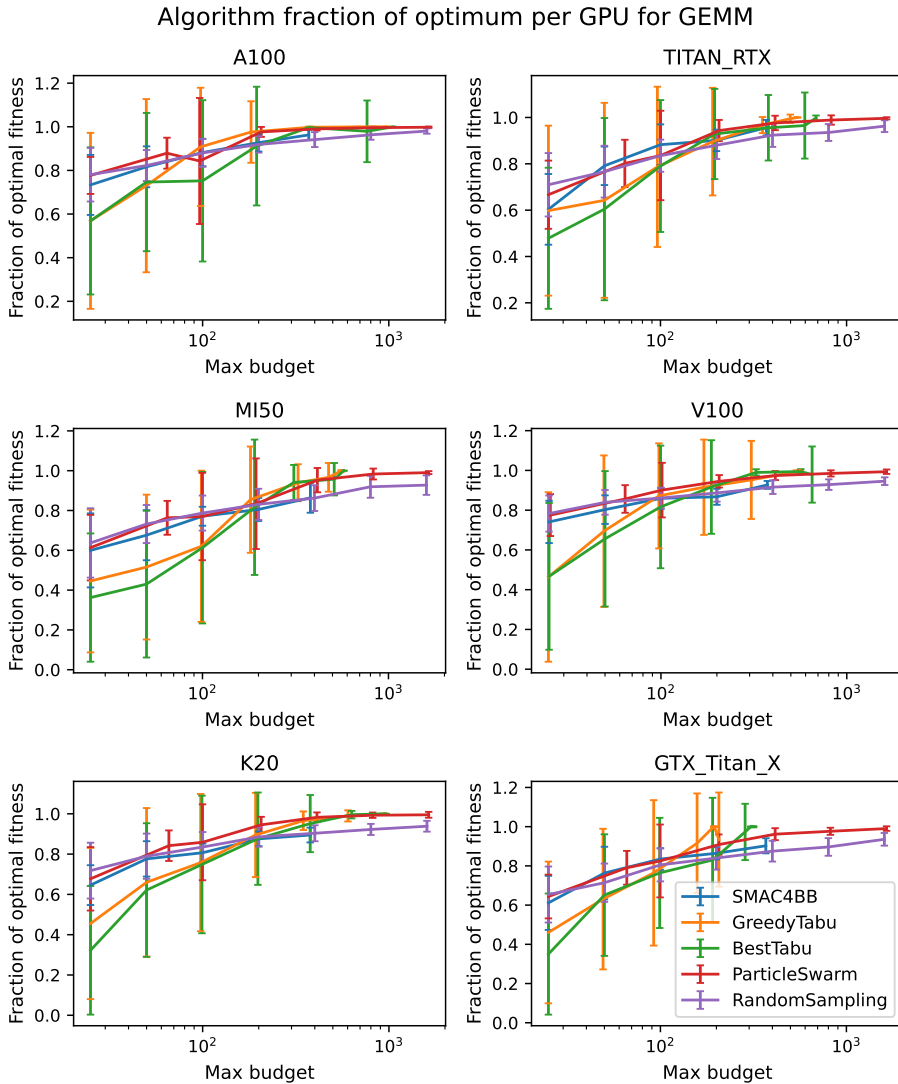 Algorithm fraction of optimum per GPU for GEMM
A100
Fraction of optimal fitness
1.2
1.0
0.8
0.6
0.4
0.2
10²
10³
Max budget
TITAN_RTX
Fraction of optimal fitness
1.0
0.8
0.6
0.4
0.2
10²
10³
Max budget
MI50
Fraction of optimal fitness
1.2
1.0
0.8
0.6
0.4
0.2
0.0
10²
10³
Max budget
V100
Fraction of optimal fitness
1.2
1.0
0.8
0.6
0.4
0.2
0.0
10²
10³
Max budget
K20
Fraction of optimal fitness
1.0
0.8
0.6
0.4
0.2
0.0
10²
10³
Max budget
GTX_Titan_X
Fraction of optimal fitness
1.2
1.0
0.8
0.6
0.4
0.2
0.0
10²
10³
Max budget
SMAC4BB
GreedyTabu
BestTabu
ParticleSwarm
RandomSampling